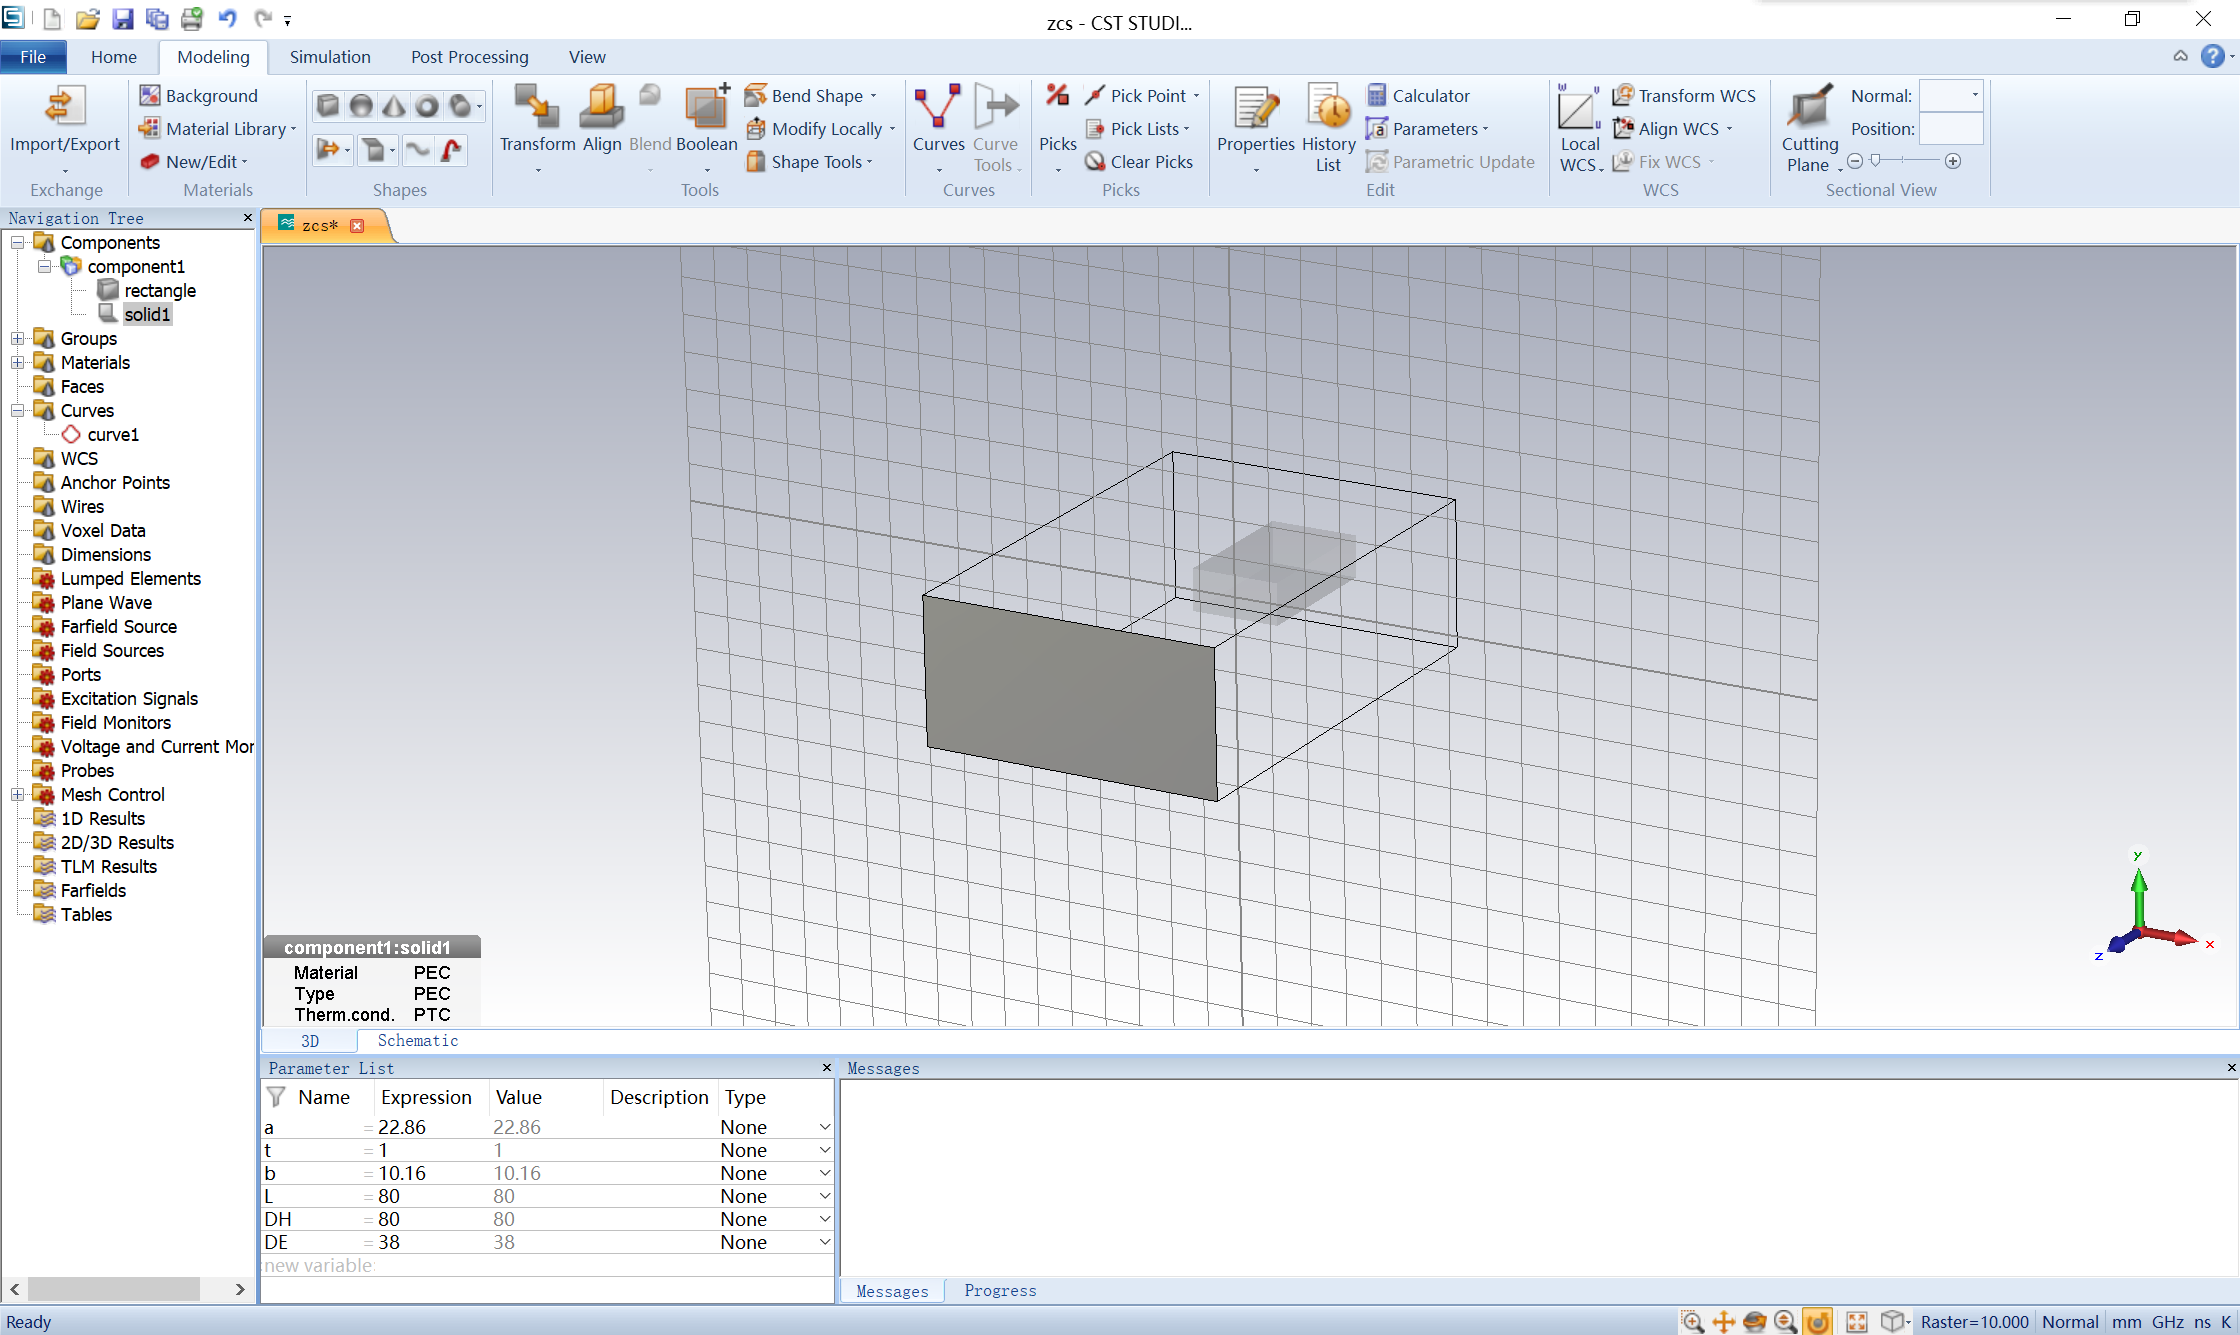 zcs - CST STUDI...
File Home Modeling Simulation Post Processing View
Import/Export
Exchange
Background
Material Library
New/Edit
Materials
Shapes
Transform Align Blend Boolean
Bend Shape
Modify Locally
Shape Tools
Tools
Curves Curve Tools
Curves
Picks
Pick Point
Pick Lists
Clear Picks
Picks
Properties History List
Calculator
Parameters
Parametric Update
Edit
Local WCS
Transform WCS
Align WCS
Fix WCS
WCS
Cutting Plane
Normal:
Position:
Sectional View
Navigation Tree
zcs*
Components
component1
rectangle
solid1
Groups
Materials
Faces
Curves
curve1
WCS
Anchor Points
Wires
Voxel Data
Dimensions
Lumped Elements
Plane Wave
Farfield Source
Field Sources
Ports
Excitation Signals
Field Monitors
Voltage and Current Mor
Probes
Mesh Control
1D Results
2D/3D Results
TLM Results
Farfields
Tables
y
x
z
component1:solid1
Material PEC
Type PEC
Therm.cond. PTC
3D Schematic
Parameter List
Name Expression Value Description Type
a = 22.86 22.86 None
t = 1 1 None
b = 10.16 10.16 None
L = 80 80 None
DH = 80 80 None
DE = 38 38 None
new variable
Messages
Messages Progress
Ready
Raster=10.000 Normal mm GHz ns K